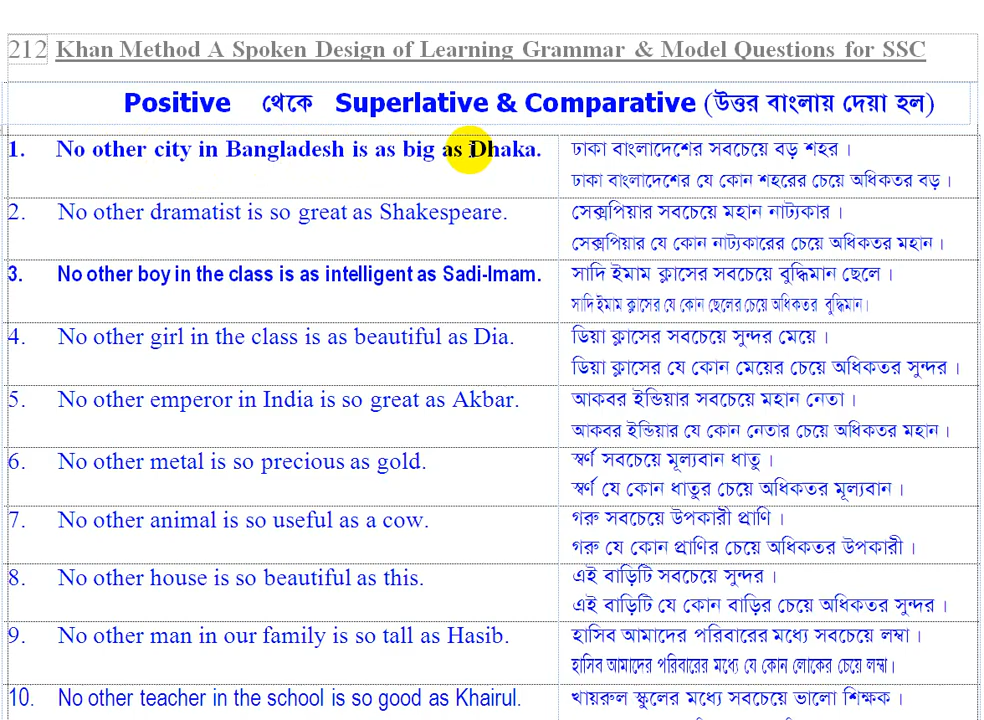 212 Khan Method A Spoken Design of Learning Grammar & Model Questions for SSC
Positive থেকে Superlative & Comparative (উত্তর বাংলায় দেয়া হল)
1. No other city in Bangladesh is as big as Dhaka. ঢাকা বাংলাদেশের সবচেয়ে বড় শহর ।
ঢাকা বাংলাদেশের যে কোন শহরের চেয়ে অধিকতর বড় ।
2. No other dramatist is so great as Shakespeare. সেক্সপিয়ার সবচেয়ে মহান নাট্যকার ।
সেক্সপিয়ার যে কোন নাট্যকারের চেয়ে অধিকতর মহান ।
3. No other boy in the class is as intelligent as Sadi-Imam. সাদি ইমাম ক্লাসের সবচেয়ে বুদ্ধিমান ছেলে ।
সাদি ইমাম ক্লাসের যে কোন ছেলের চেয়ে অধিকতর বুদ্ধিমান ।
4. No other girl in the class is as beautiful as Dia. ডিয়া ক্লাসের সবচেয়ে সুন্দর মেয়ে ।
ডিয়া ক্লাসের যে কোন মেয়ের চেয়ে অধিকতর সুন্দর ।
5. No other emperor in India is so great as Akbar. আকবর ইন্ডিয়ার সবচেয়ে মহান নেতা ।
আকবর ইন্ডিয়ার যে কোন নেতার চেয়ে অধিকতর মহান ।
6. No other metal is so precious as gold. স্বর্ণ সবচেয়ে মূল্যবান ধাতু ।
স্বর্ণ যে কোন ধাতুর চেয়ে অধিকতর মূল্যবান ।
7. No other animal is so useful as a cow. গরু সবচেয়ে উপকারী প্রাণি ।
গরু যে কোন প্রাণির চেয়ে অধিকতর উপকারী ।
8. No other house is so beautiful as this. এই বাড়িটি সবচেয়ে সুন্দর ।
এই বাড়িটি যে কোন বাড়ির চেয়ে অধিকতর সুন্দর ।
9. No other man in our family is so tall as Hasib. হাসিব আমাদের পরিবারের মধ্যে সবচেয়ে লম্বা ।
হাসিব আমাদের পরিবারের মধ্যে যে কোন লোকের চেয়ে লম্বা ।
10. No other teacher in the school is so good as Khairul. খায়রুল স্কুলের মধ্যে সবচেয়ে ভালো শিক্ষক ।